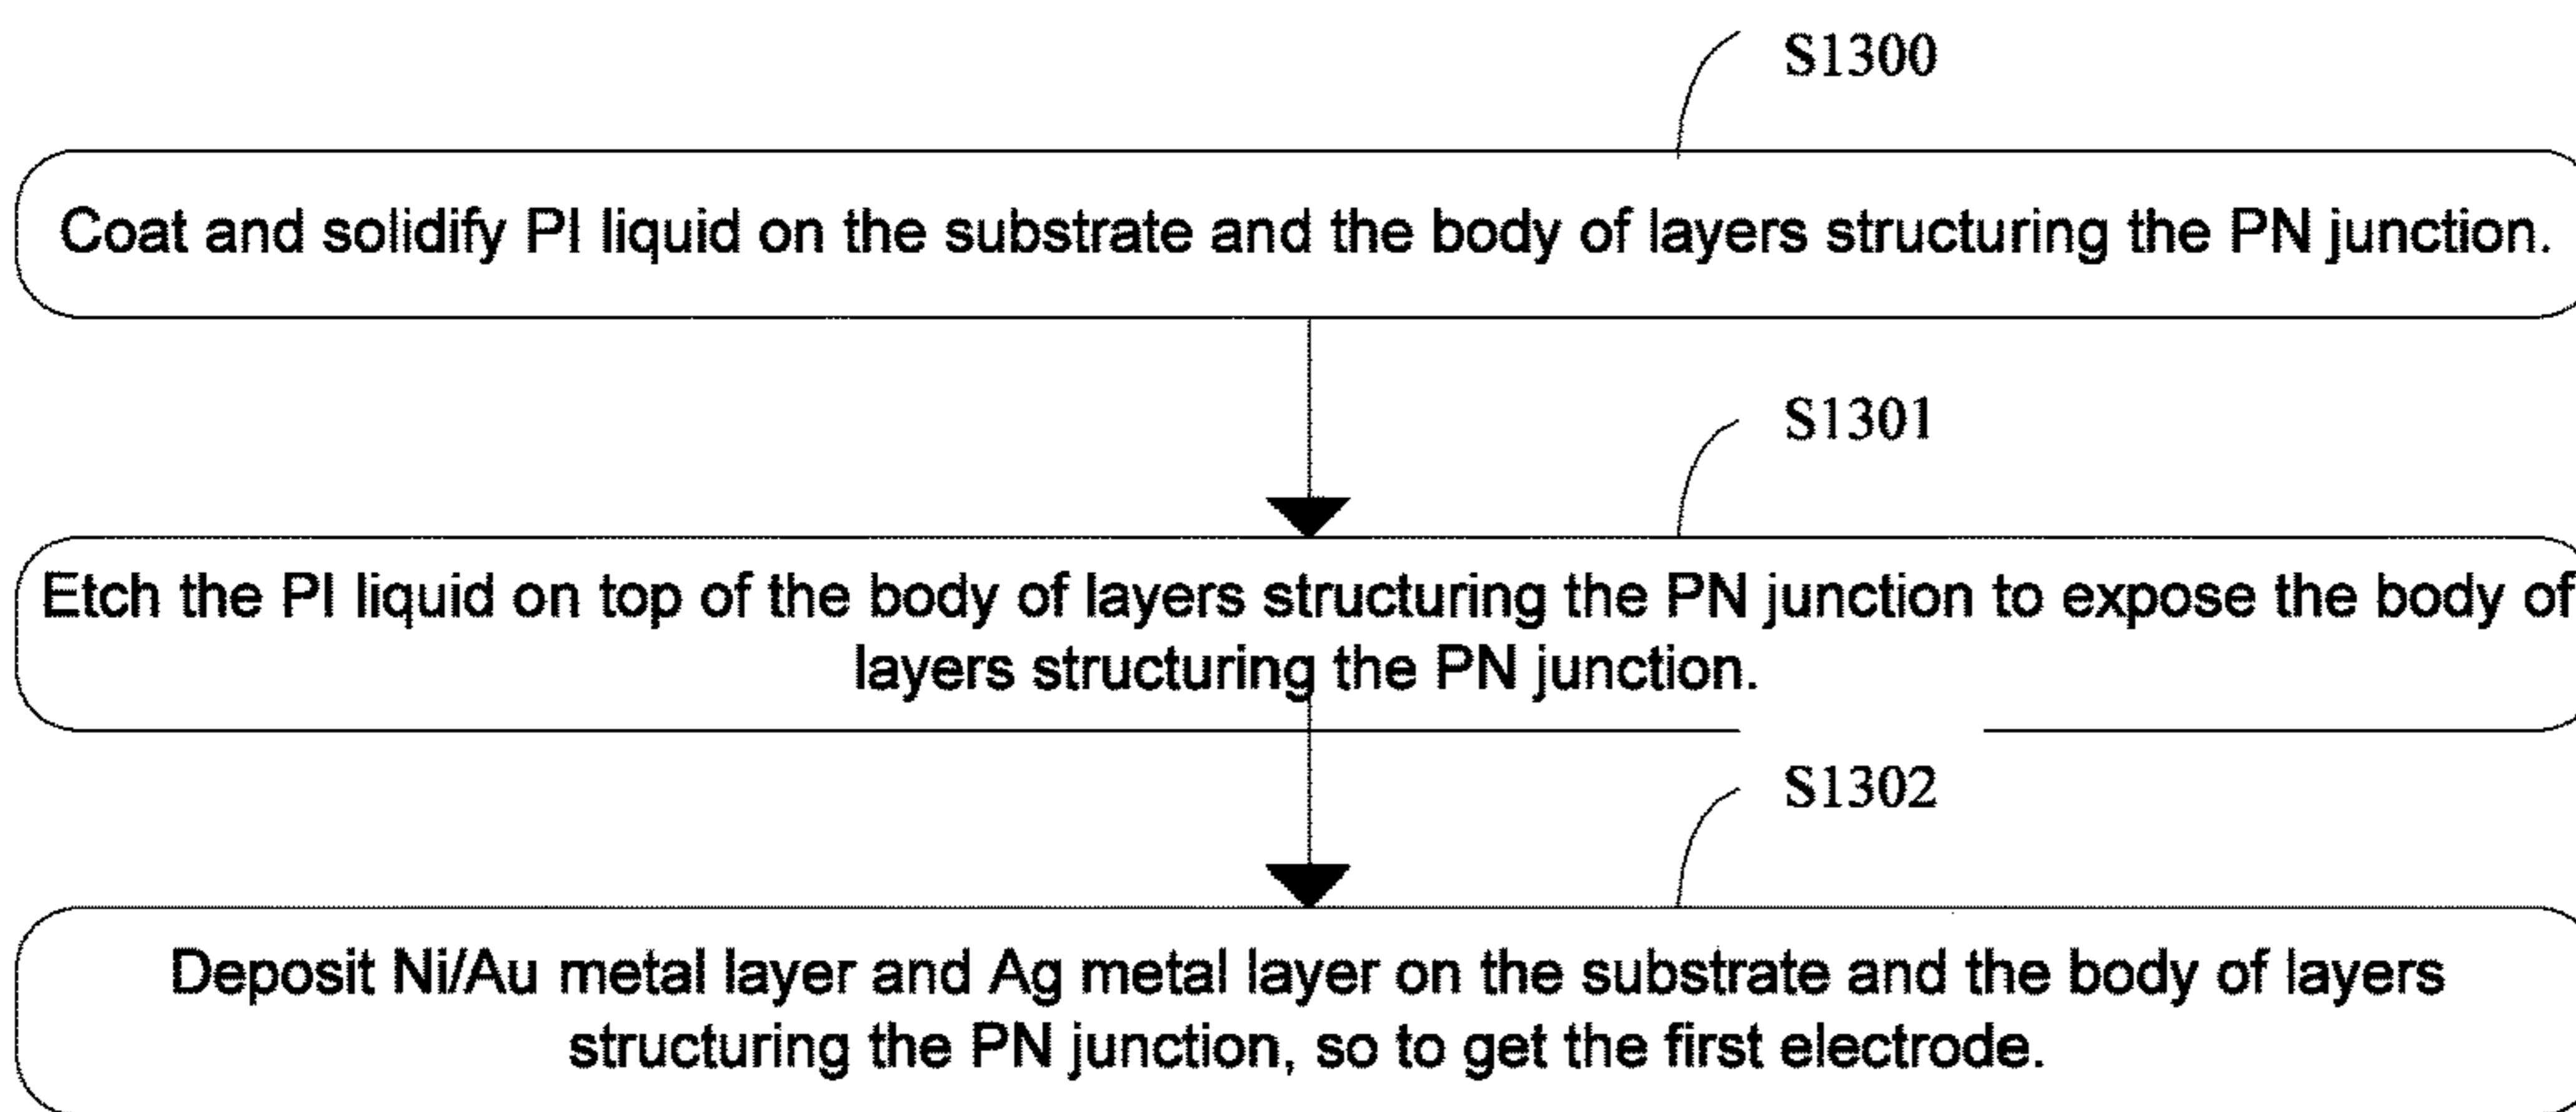 S1300
Coat and solidify PI liquid on the substrate and the body of layers structuring the PN junction.
S1301
Etch the PI liquid on top of the body of layers structuring the PN junction to expose the body of
layers structuring the PN junction.
S1302
Deposit Ni/Au metal layer and Ag metal layer on the substrate and the body of layers
structuring the PN junction, so to get the first electrode.